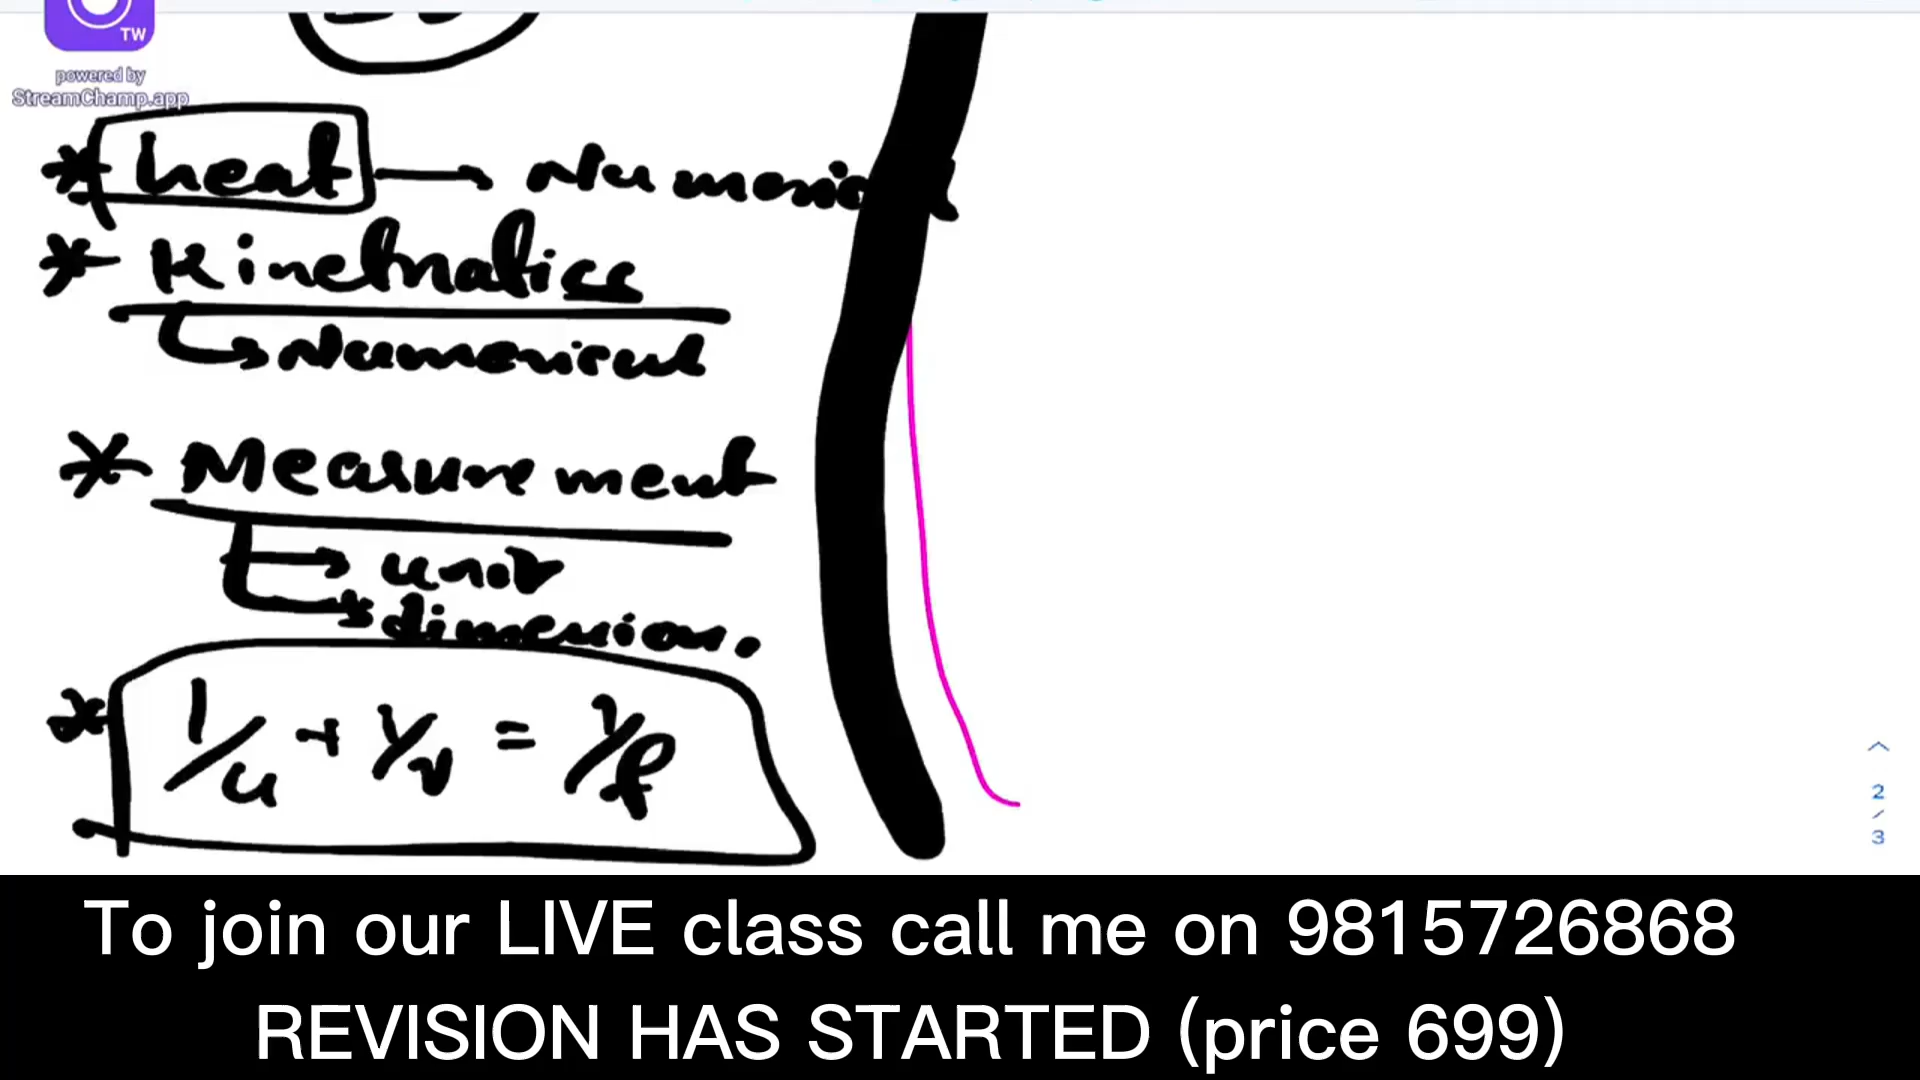 TW
powered by
StreamChamp.app
* heat → Numerical
* Kinematics
↳ Numerical
* Measurement
→ unit
→ dimension.
* 1/u + 1/v = 1/f
2
/
3
To join our LIVE class call me on 9815726868
REVISION HAS STARTED (price 699)